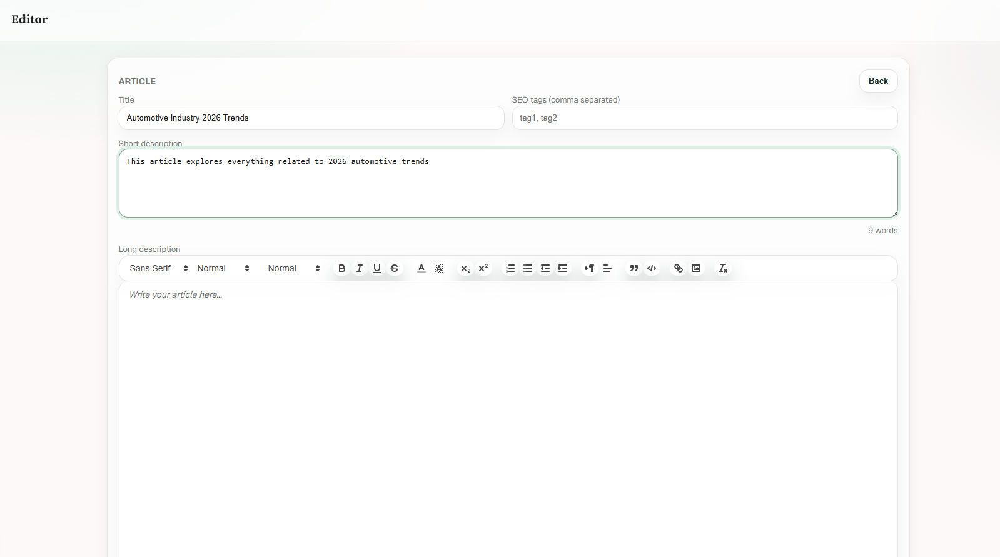 Editor
ARTICLE
Back
Title
SEO tags (comma separated)
Automotive industry 2026 Trends
tag1, tag2
Short description
This article explores everything related to 2026 automotive trends
9 words
Long description
Sans Serif Normal Normal
Write your article here...